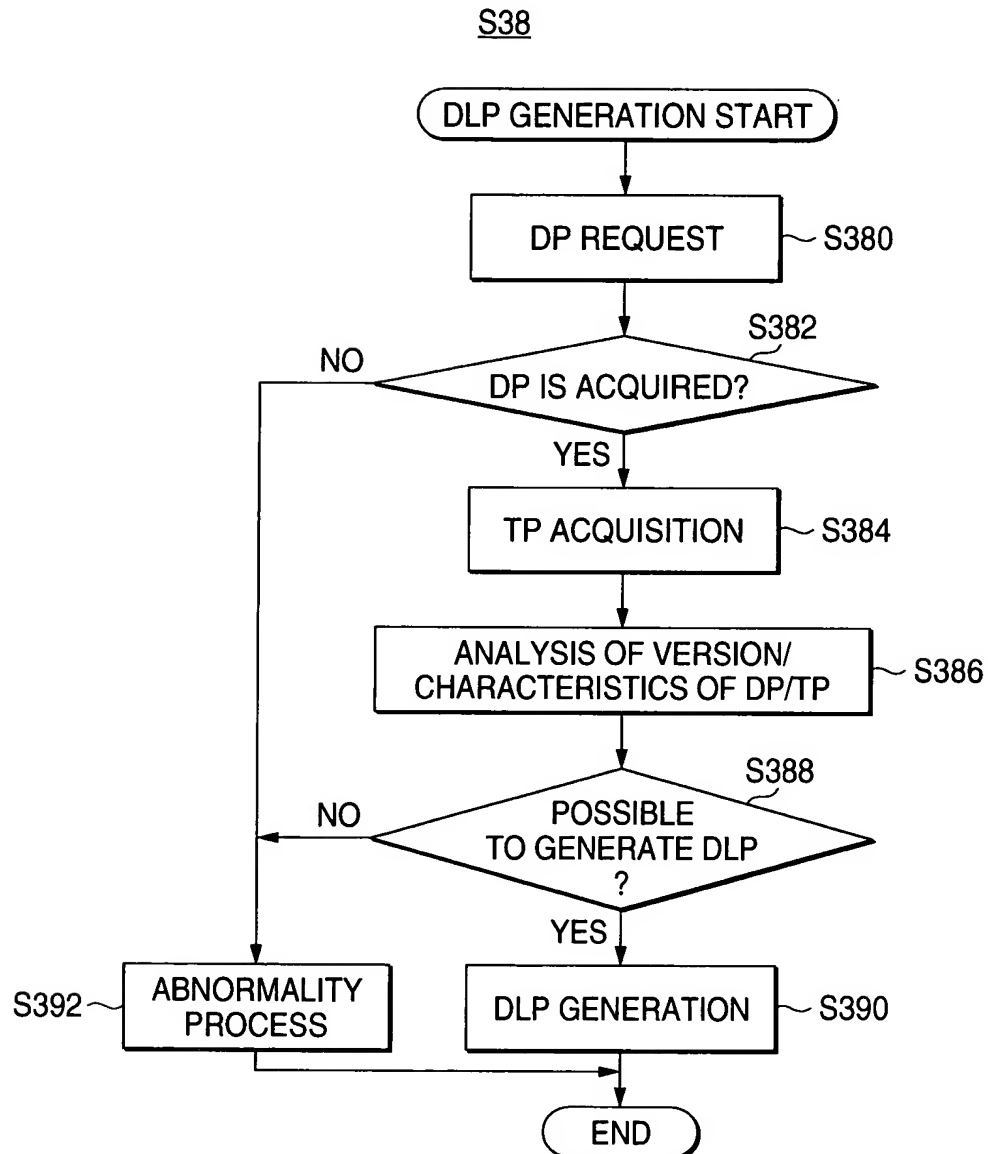 S38
DLP GENERATION START
DP REQUEST
S380
S382
NO
DP IS ACQUIRED?
YES
TP ACQUISITION
S384
ANALYSIS OF VERSION/
CHARACTERISTICS OF DP/TP
S386
S388
NO
POSSIBLE
TO GENERATE DLP
?
YES
S392
ABNORMALITY
PROCESS
DLP GENERATION
S390
END